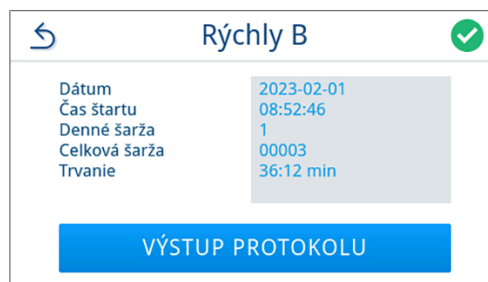 Rýchly B
Dátum 2023-02-01
Čas štartu 08:52:46
Denné šarža 1
Celková šarža 00003
Trvanie 36:12 min
VÝSTUP PROTOKOLU